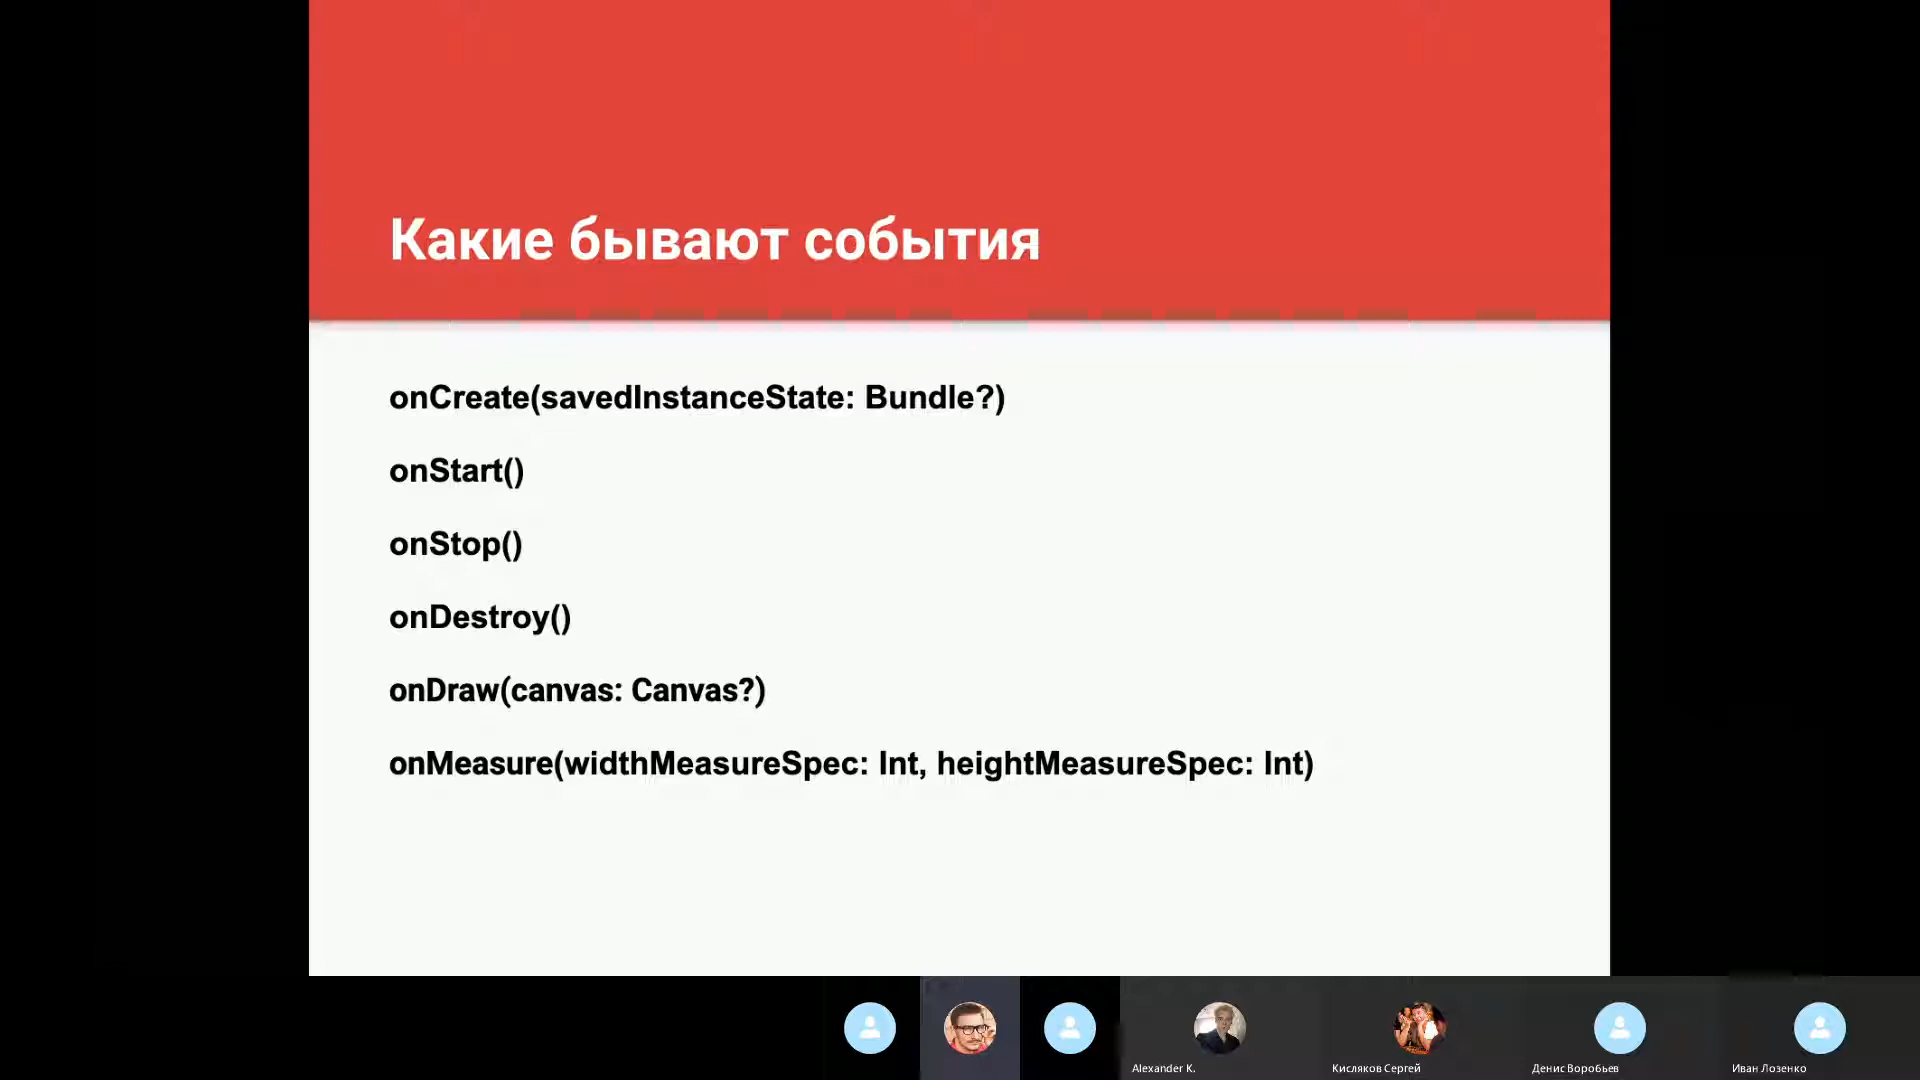 Какие бывают события
onCreate(savedInstanceState: Bundle?)
onStart()
onStop()
onDestroy()
onDraw(canvas: Canvas?)
onMeasure(widthMeasureSpec: Int, heightMeasureSpec: Int)
Alexander K.
Кисляков Сергей
Денис Воробьев
Иван Лозенко